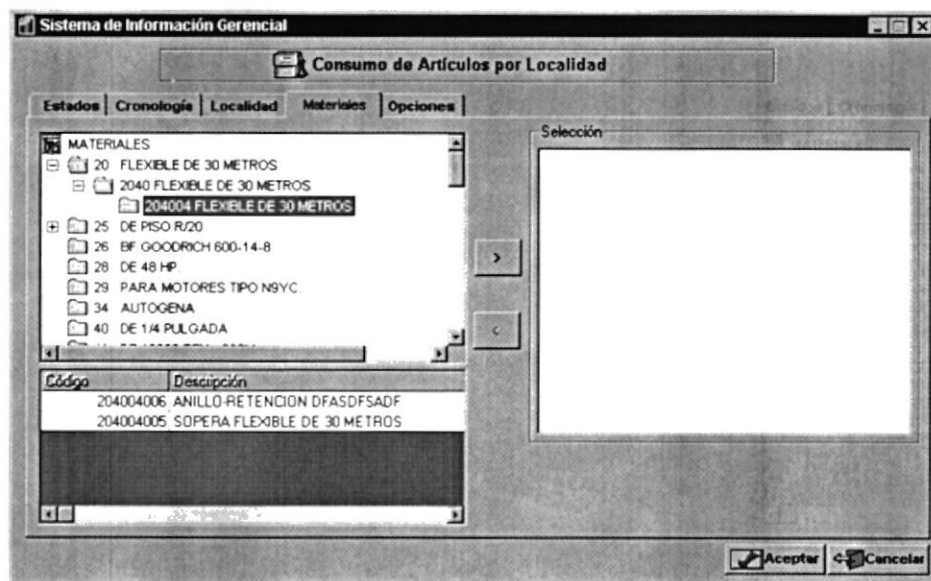 Sistema de Información Gerencial
Consumo de Artículos por Localidad
Estados Cronología Localidad Materiales Opciones
MATERIALES
20 FLEXIBLE DE 30 METROS
2040 FLEXIBLE DE 30 METROS
204004 FLEXIBLE DE 30 METROS
25 DE PISO R/20
26 BF GOODRICH 600-14-8
28 DE 48 HP.
29 PARA MOTORES TIPO N9YC.
34 AUTOGENA
40 DE 1/4 PULGADA
Selección
>
<
Código Descripción
204004006 ANILLO-RETENCION DFASDFSADF
204004005 SOPERA FLEXIBLE DE 30 METROS
Aceptar Cancelar